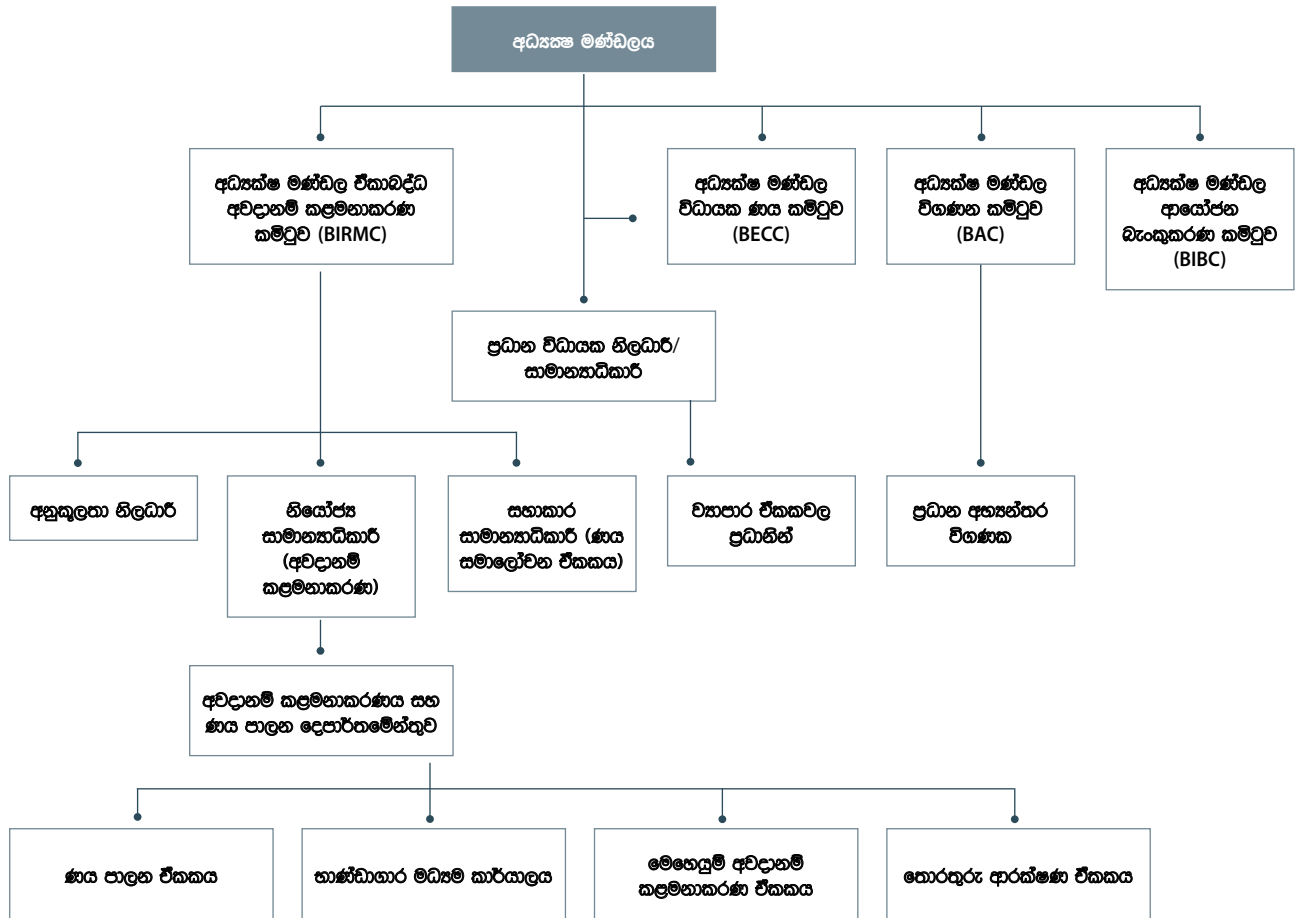 අධ්‍යක්ෂ මණ්ඩලය
අධ්‍යක්ෂ මණ්ඩල ඒකාබද්ධ
අවදානම් කළමනාකරණ
කමිටුව (BIRMC)
අධ්‍යක්ෂ මණ්ඩල
විධායක ණය කමිටුව
(BECC)
අධ්‍යක්ෂ මණ්ඩල
විගණන කමිටුව
(BAC)
අධ්‍යක්ෂ මණ්ඩල
ආයෝජන
බැංකුකරණ කමිටුව
(BIBC)
ප්‍රධාන විධායක නිලධාරී/
සාමාන්‍යාධිකාරී
අනුකූලතා නිලධාරී
නියෝජ්‍ය
සාමාන්‍යාධිකාරී
(අවදානම්
කළමනාකරණ)
සහාකාර
සාමාන්‍යාධිකාරී (ණය
සමාලෝචන ඒකකය)
ව්‍යාපාර ඒකකවල
ප්‍රධානින්
ප්‍රධාන අභ්‍යන්තර
විගණක
අවදානම් කළමනාකරණය සහ
ණය පාලන දෙපාර්තමේන්තුව
ණය පාලන ඒකකය
භාණ්ඩාගාර මධ්‍යම කාර්යාලය
මෙහෙයුම් අවදානම්
කළමනාකරණ ඒකකය
තොරතුරු ආරක්ෂණ ඒකකය